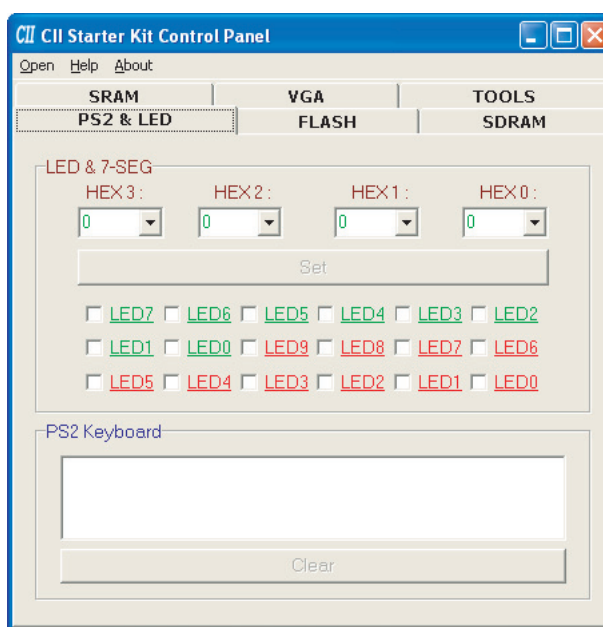 CII CII Starter Kit Control Panel
Open Help About
SRAM VGA TOOLS
PS2 & LED FLASH SDRAM
LED & 7-SEG
HEX 3 : HEX 2 : HEX 1 : HEX 0 :
0 0 0 0
Set
LED7 LED6 LED5 LED4 LED3 LED2
LED1 LED0 LED9 LED8 LED7 LED6
LED5 LED4 LED3 LED2 LED1 LED0
PS2 Keyboard
Clear